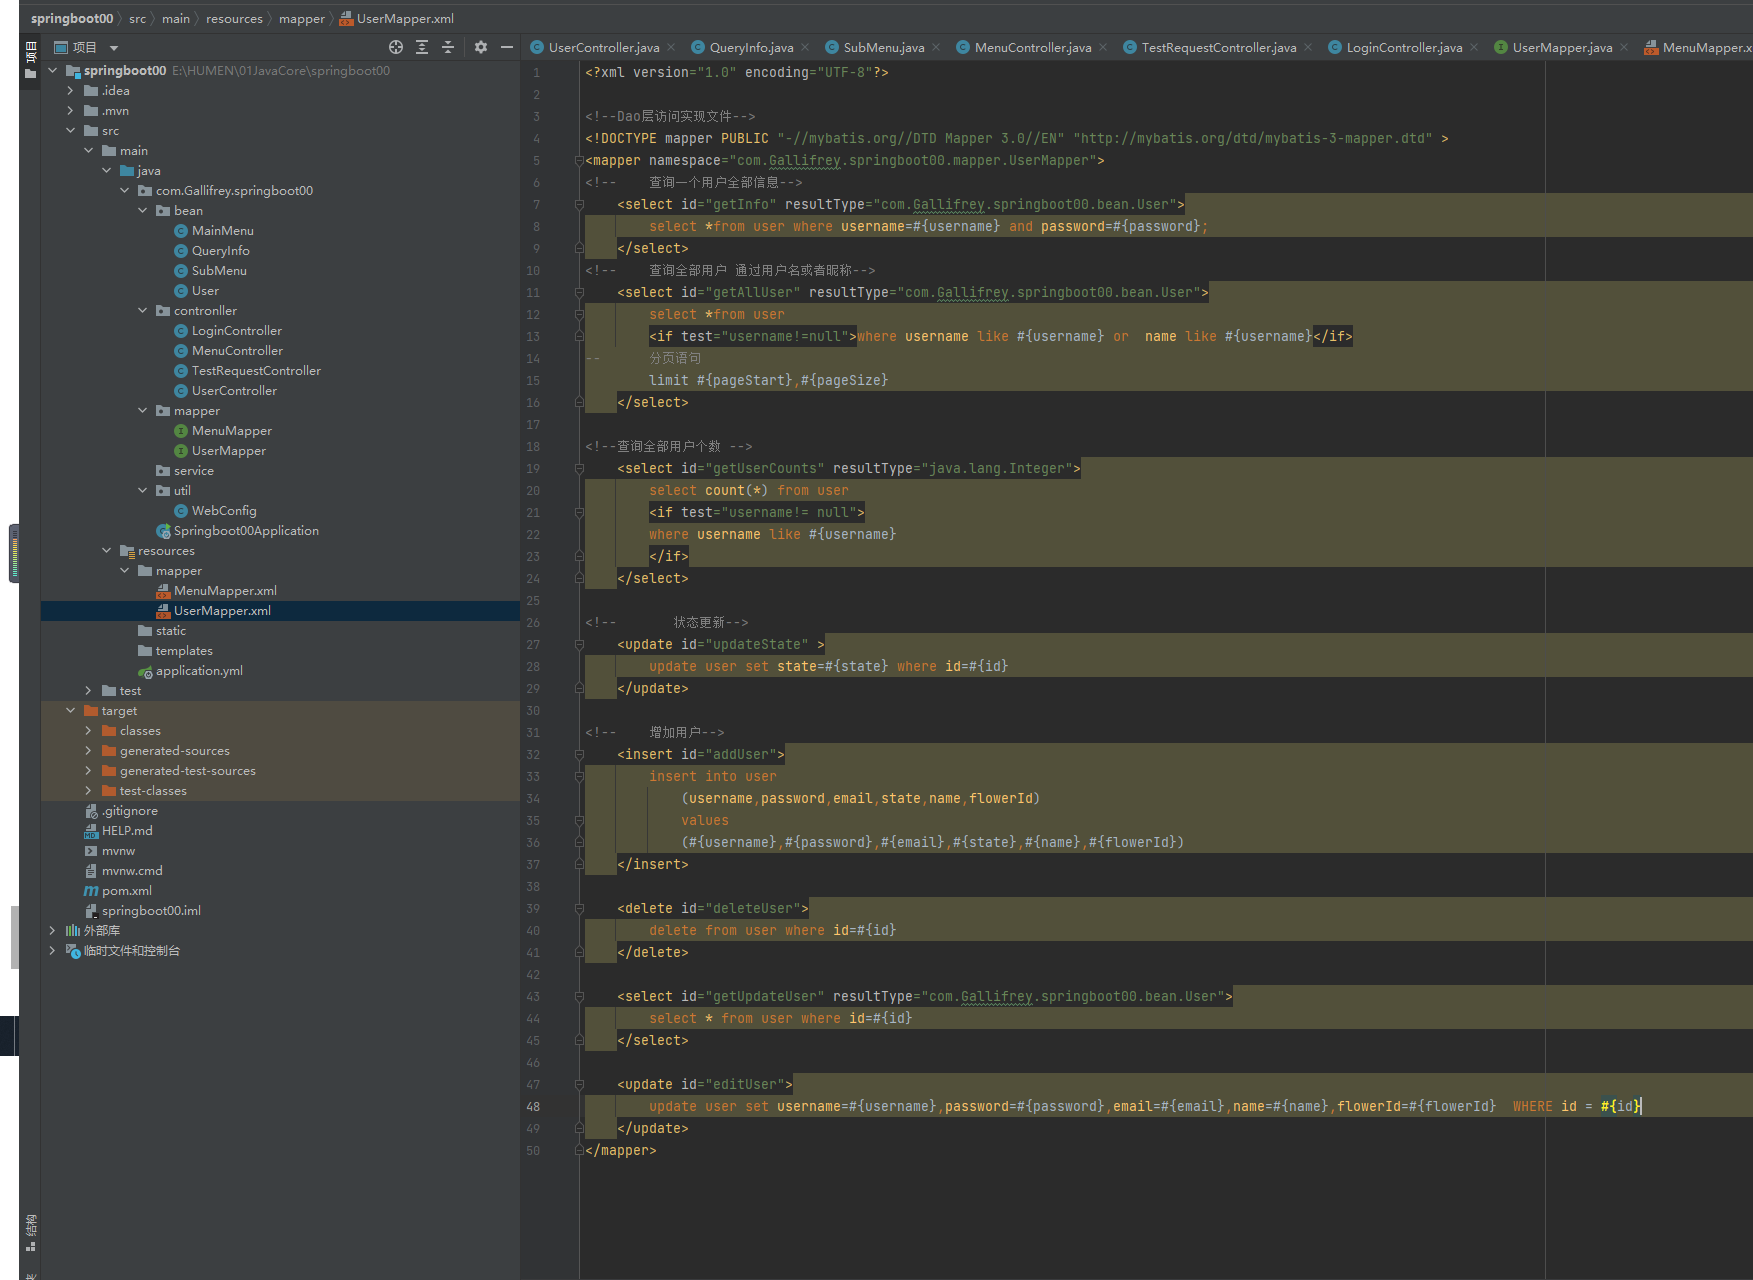 springboot00 〉 src 〉 main 〉 resources 〉 mapper 〉 UserMapper.xml
项目
项目
UserController.java
QueryInfo.java
SubMenu.java
MenuController.java
TestRequestController.java
LoginController.java
UserMapper.java
MenuMapper.x
springboot00 E:\HUMEN\01JavaCore\springboot00
.idea
.mvn
src
main
java
com.Gallifrey.springboot00
bean
MainMenu
QueryInfo
SubMenu
User
contronller
LoginController
MenuController
TestRequestController
UserController
mapper
MenuMapper
UserMapper
service
util
WebConfig
Springboot00Application
resources
mapper
MenuMapper.xml
UserMapper.xml
static
templates
application.yml
test
target
classes
generated-sources
generated-test-sources
test-classes
.gitignore
HELP.md
mvnw
mvnw.cmd
pom.xml
springboot00.iml
外部库
临时文件和控制台
结构
1 <?xml version="1.0" encoding="UTF-8"?>
2
3 <!--Dao层访问实现文件-->
4 <!DOCTYPE mapper PUBLIC "-//mybatis.org//DTD Mapper 3.0//EN" "http://mybatis.org/dtd/mybatis-3-mapper.dtd" >
5 <mapper namespace="com.Gallifrey.springboot00.mapper.UserMapper">
6 <!--    查询一个用户全部信息-->
7     <select id="getInfo" resultType="com.Gallifrey.springboot00.bean.User">
8         select *from user where username=#{username} and password=#{password};
9     </select>
10 <!--    查询全部用户 通过用户名或者昵称-->
11     <select id="getAllUser" resultType="com.Gallifrey.springboot00.bean.User">
12         select *from user
13         <if test="username!=null">where username like #{username} or  name like #{username}</if>
14 --      分页语句
15         limit #{pageStart},#{pageSize}
16     </select>
17
18 <!--查询全部用户个数 -->
19     <select id="getUserCounts" resultType="java.lang.Integer">
20         select count(*) from user
21         <if test="username!= null">
22         where username like #{username}
23         </if>
24     </select>
25
26 <!--       状态更新-->
27     <update id="updateState" >
28         update user set state=#{state} where id=#{id}
29     </update>
30
31 <!--    增加用户-->
32     <insert id="addUser">
33         insert into user
34             (username,password,email,state,name,flowerId)
35             values
36             (#{username},#{password},#{email},#{state},#{name},#{flowerId})
37     </insert>
38
39     <delete id="deleteUser">
40         delete from user where id=#{id}
41     </delete>
42
43     <select id="getUpdateUser" resultType="com.Gallifrey.springboot00.bean.User">
44         select * from user where id=#{id}
45     </select>
46
47     <update id="editUser">
48         update user set username=#{username},password=#{password},email=#{email},name=#{name},flowerId=#{flowerId}  WHERE id = #{id}
49     </update>
50 </mapper>